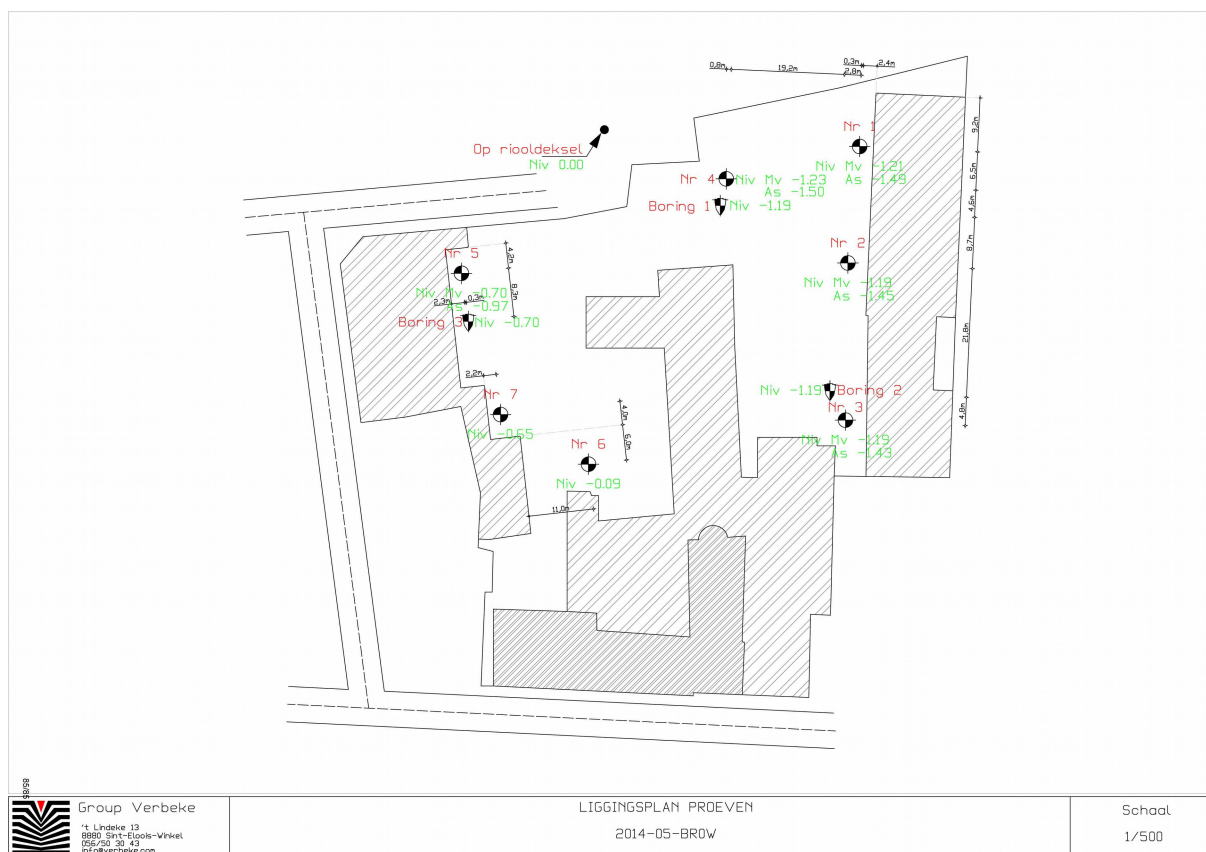 0,8m
19,2m
0,3m
2,8m
2,4m
9,2m
6,5m
4,6m
8,7m
21,8m
4,8m
Nr 1
Niv Mv -1.21
As -1.49
Op riooldeksel
Niv 0.00
Nr 4
Niv Mv -1.23
As -1.50
Boring 1
Niv -1.19
Nr 2
Niv Mv -1.19
As -1.45
Nr 5
4,2m
8,3m
Niv Mv -0.70
As -0.97
2,3m
0,3m
Boring 3
Niv -0.70
2,2m
Nr 7
Niv -0.65
4,0m
6,0m
Nr 6
Niv -0.09
11,0m
Niv -1.19
Boring 2
Nr 3
Niv Mv -1.19
As -1.43
85/85
Group Verbeke
't Lindeke 13
8880 Sint-Eloois-Winkel
056/50 30 43
info@verbeke.com
LIGGINGSPLAN PROEVEN
2014-05-BROW
Schaal
1/500